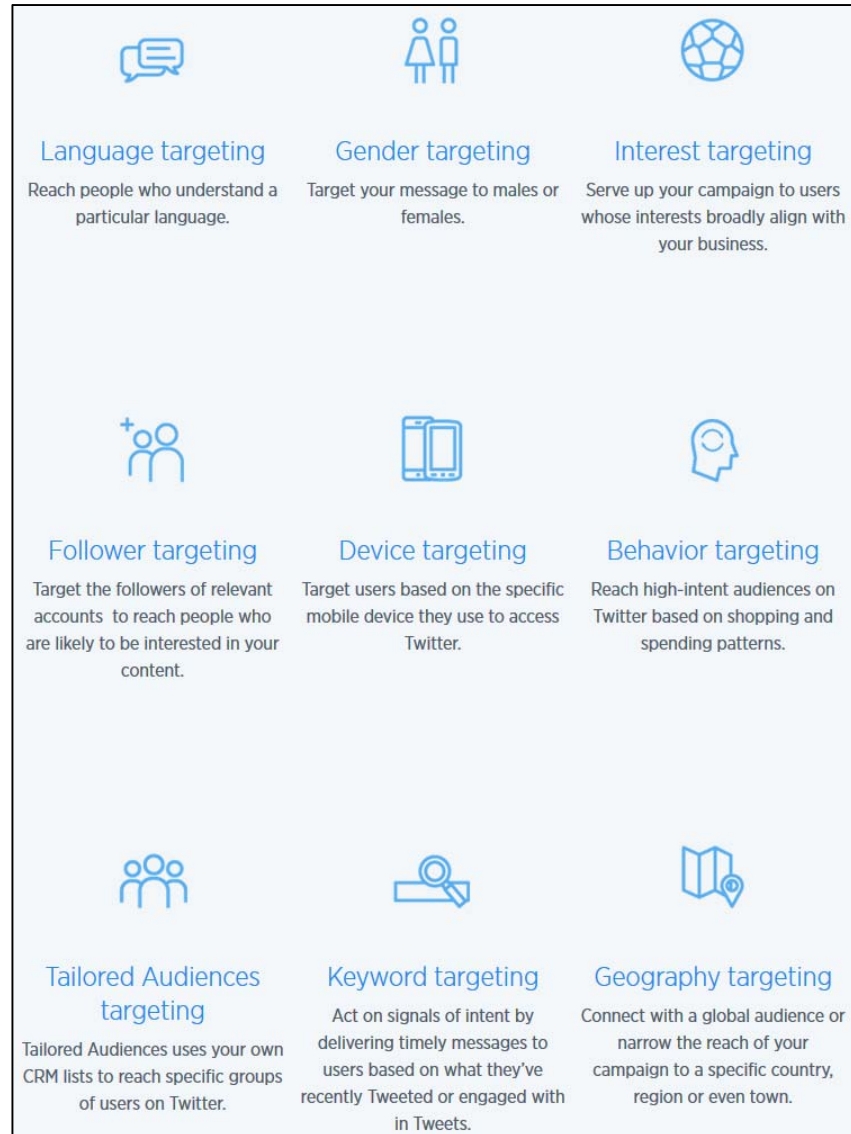 Language targeting
Reach people who understand a
particular language.
Gender targeting
Target your message to males or
females.
Interest targeting
Serve up your campaign to users
whose interests broadly align with
your business.
Follower targeting
Target the followers of relevant
accounts to reach people who
are likely to be interested in your
content.
Device targeting
Target users based on the specific
mobile device they use to access
Twitter.
Behavior targeting
Reach high-intent audiences on
Twitter based on shopping and
spending patterns.
Tailored Audiences
targeting
Tailored Audiences uses your own
CRM lists to reach specific groups
of users on Twitter.
Keyword targeting
Act on signals of intent by
delivering timely messages to
users based on what they've
recently Tweeted or engaged with
in Tweets.
Geography targeting
Connect with a global audience or
narrow the reach of your
campaign to a specific country,
region or even town.